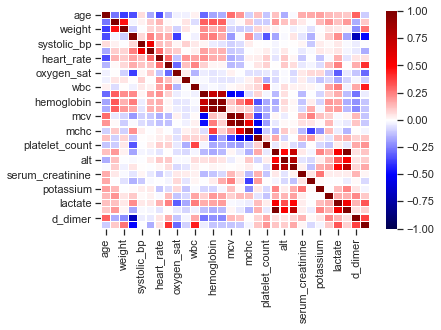 age
weight
systolic_bp
heart_rate
oxygen_sat
wbc
hemoglobin
mcv
mchc
platelet_count
alt
serum_creatinine
potassium
lactate
d_dimer
age
weight
systolic_bp
heart_rate
oxygen_sat
wbc
hemoglobin
mcv
mchc
platelet_count
alt
serum_creatinine
potassium
lactate
d_dimer
1.00
0.75
0.50
0.25
0.00
−0.25
−0.50
−0.75
−1.00